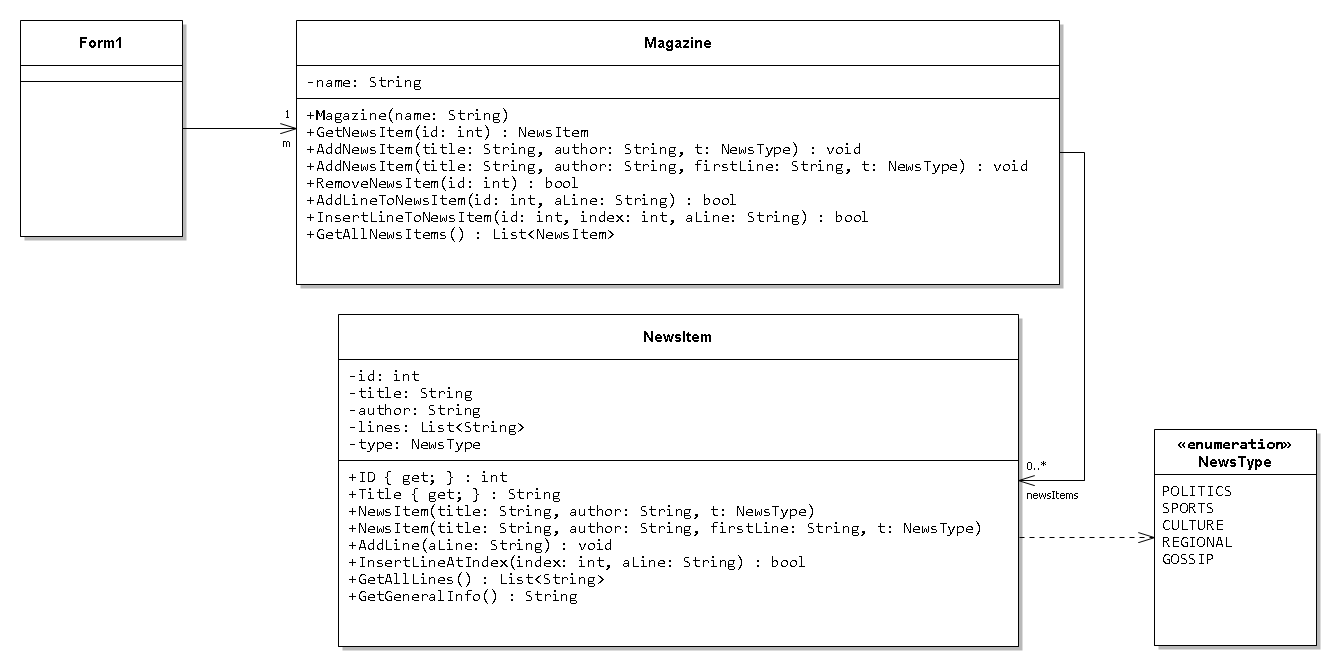 Form1
Magazine
-name: String
1
m
+Magazine(name: String)
+GetNewsItem(id: int) : NewsItem
+AddNewsItem(title: String, author: String, t: NewsType) : void
+AddNewsItem(title: String, author: String, firstLine: String, t: NewsType) : void
+RemoveNewsItem(id: int) : bool
+AddLineToNewsItem(id: int, aLine: String) : bool
+InsertLineToNewsItem(id: int, index: int, aLine: String) : bool
+GetAllNewsItems() : List<NewsItem>
NewsItem
-id: int
-title: String
-author: String
-lines: List<String>
-type: NewsType
+ID { get; } : int
+Title { get; } : String
+NewsItem(title: String, author: String, t: NewsType)
+NewsItem(title: String, author: String, firstLine: String, t: NewsType)
+AddLine(aLine: String) : void
+InsertLineAtIndex(index: int, aLine: String) : bool
+GetAllLines() : List<String>
+GetGeneralInfo() : String
0..*
newsItems
«enumeration»
NewsType
POLITICS
SPORTS
CULTURE
REGIONAL
GOSSIP